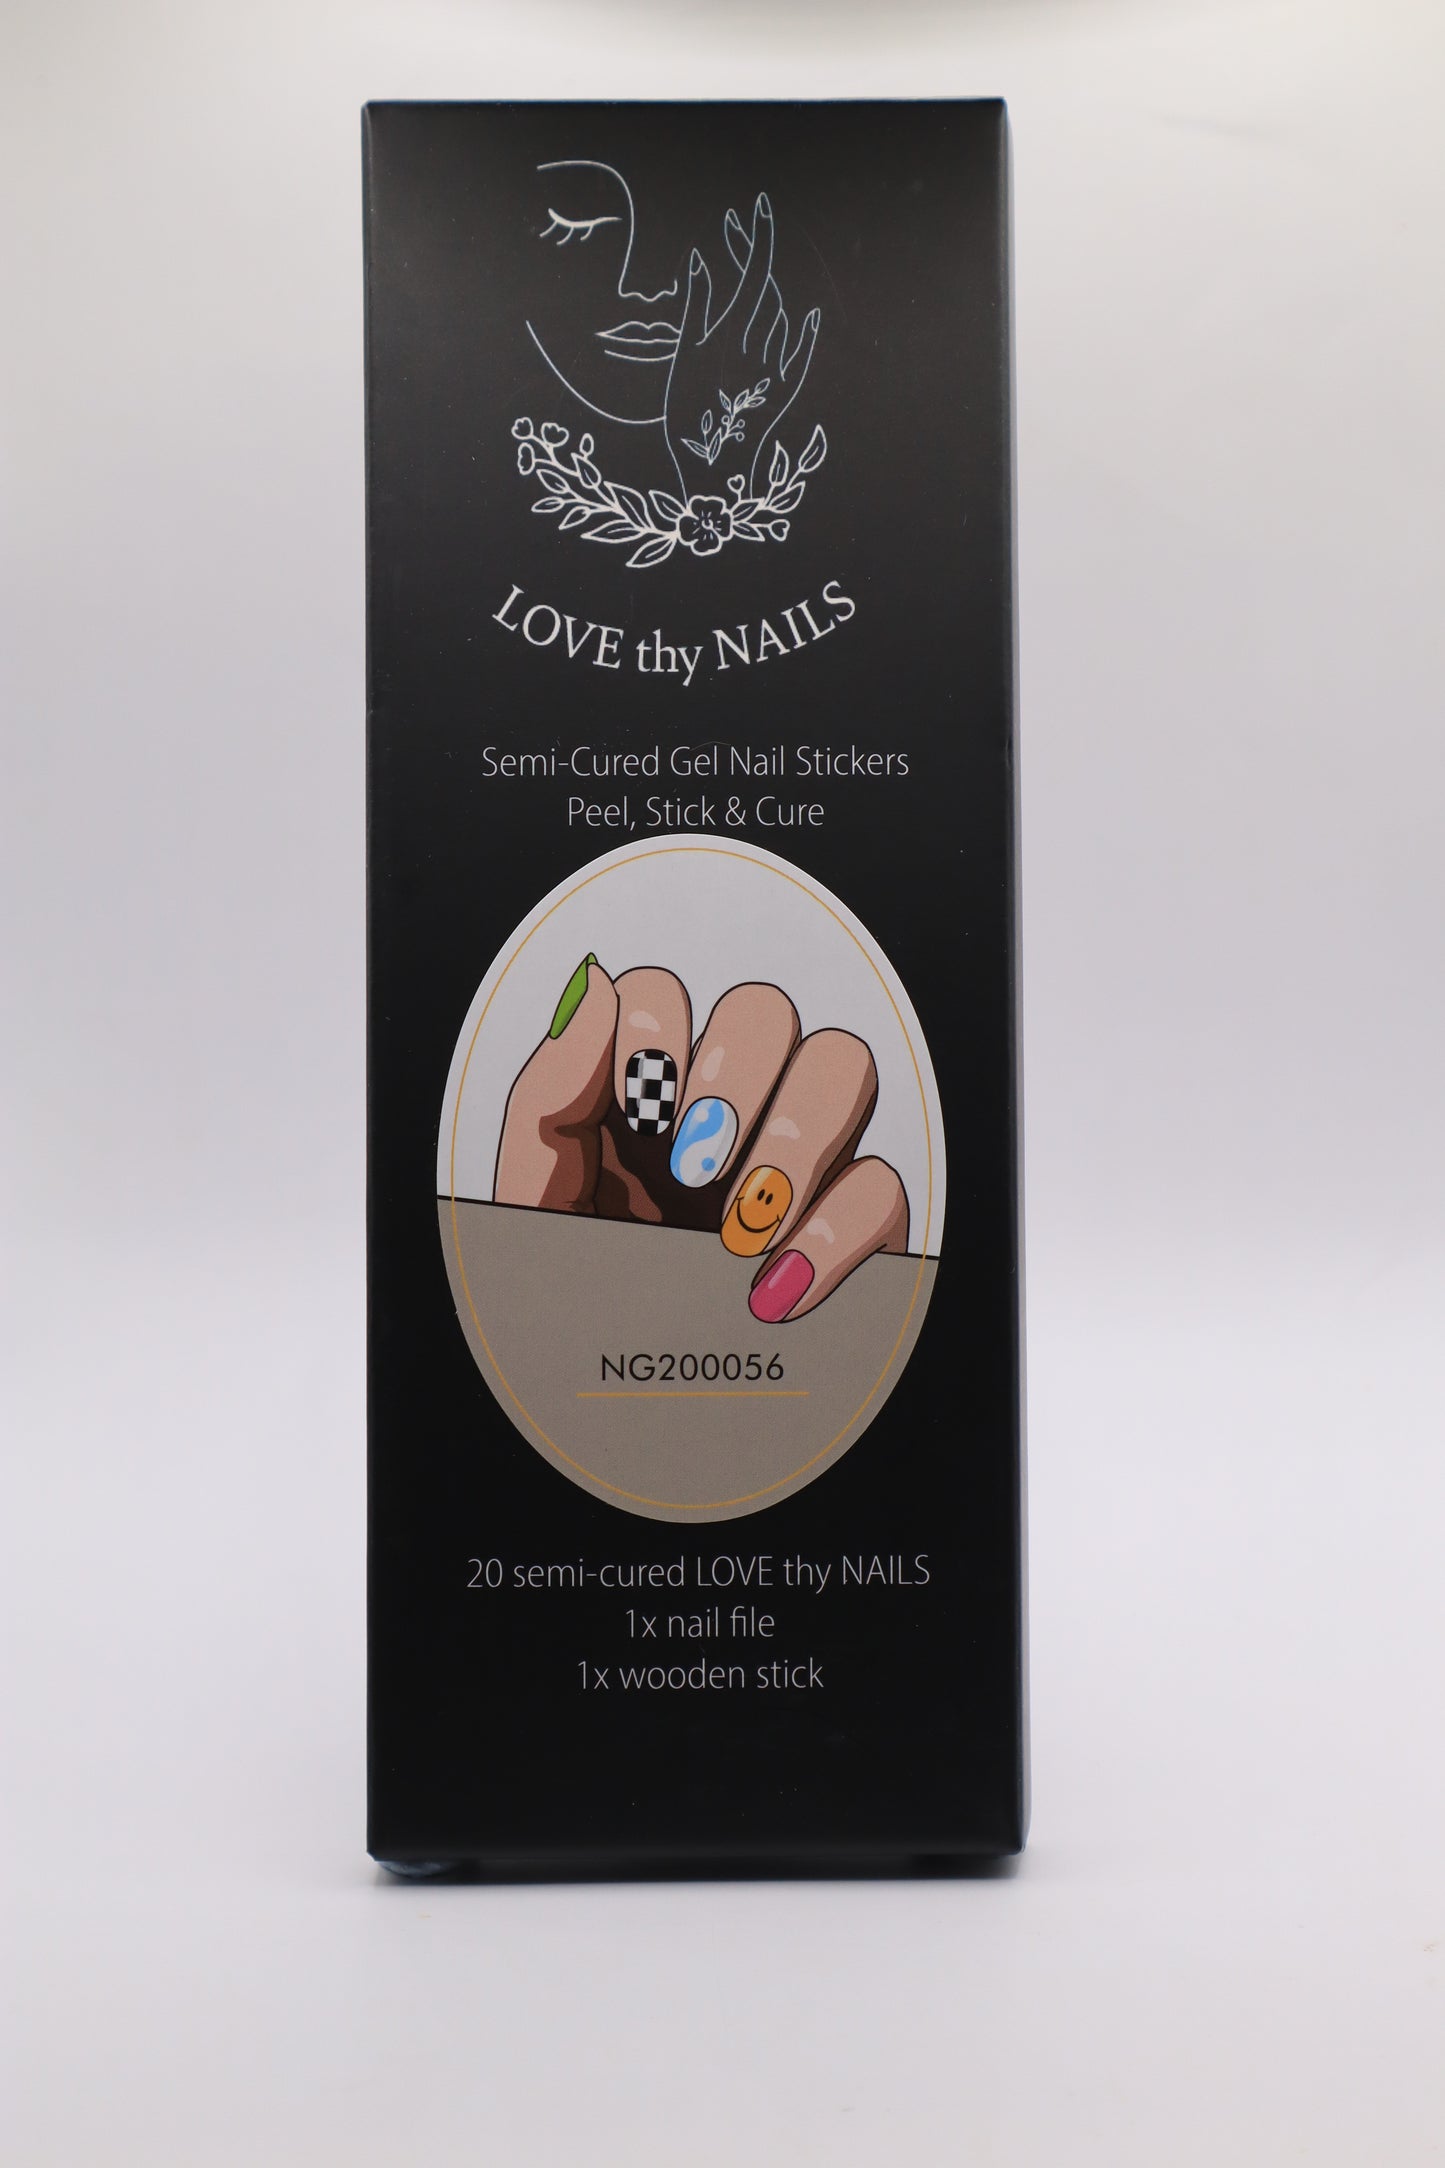 LOVE thy NAILS
Semi-Cured Gel Nail Stickers
Peel, Stick & Cure
NG200056
20 semi-cured LOVE thy NAILS
1x nail file
1x wooden stick